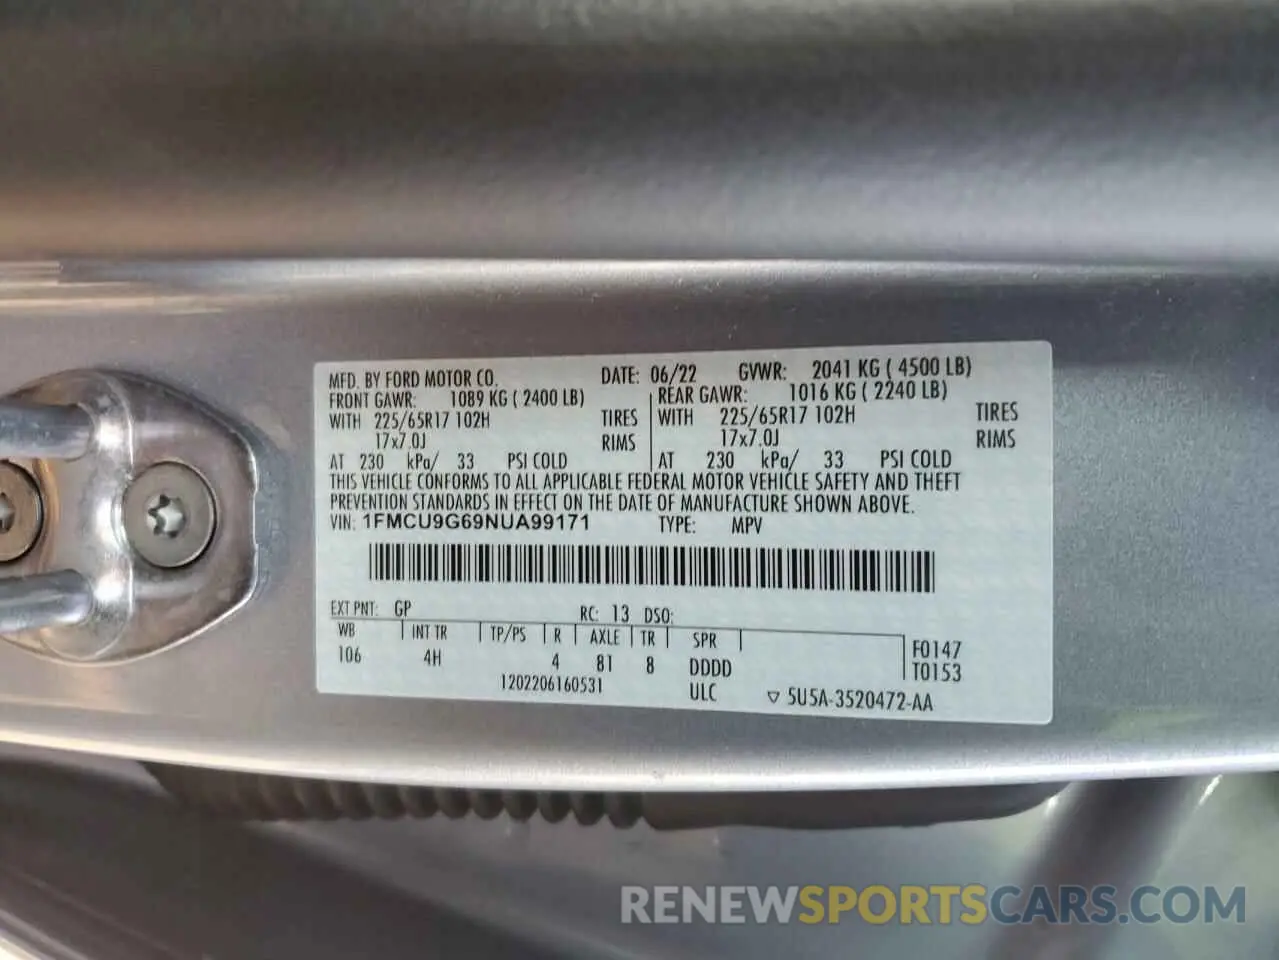 MFD. BY FORD MOTOR CO. DATE: 06/22 GVWR: 2041 KG ( 4500 LB)
FRONT GAWR: 1089 KG ( 2400 LB) REAR GAWR: 1016 KG ( 2240 LB)
WITH 225/65R17 102H TIRES WITH 225/65R17 102H TIRES
17x7.0J RIMS 17x7.0J RIMS
AT 230 kPa/ 33 PSI COLD AT 230 kPa/ 33 PSI COLD
THIS VEHICLE CONFORMS TO ALL APPLICABLE FEDERAL MOTOR VEHICLE SAFETY AND THEFT
PREVENTION STANDARDS IN EFFECT ON THE DATE OF MANUFACTURE SHOWN ABOVE.
VIN: 1FMCU9G69NUA99171 TYPE: MPV
EXT PNT: GP RC: 13 DSO:
WB INT TR TP/PS R AXLE TR SPR F0147
106 4H 4 81 8 DDDD T0153
1202206160531 ULC ▽ 5U5A-3520472-AA
RENEWSPORTSCARS.COM